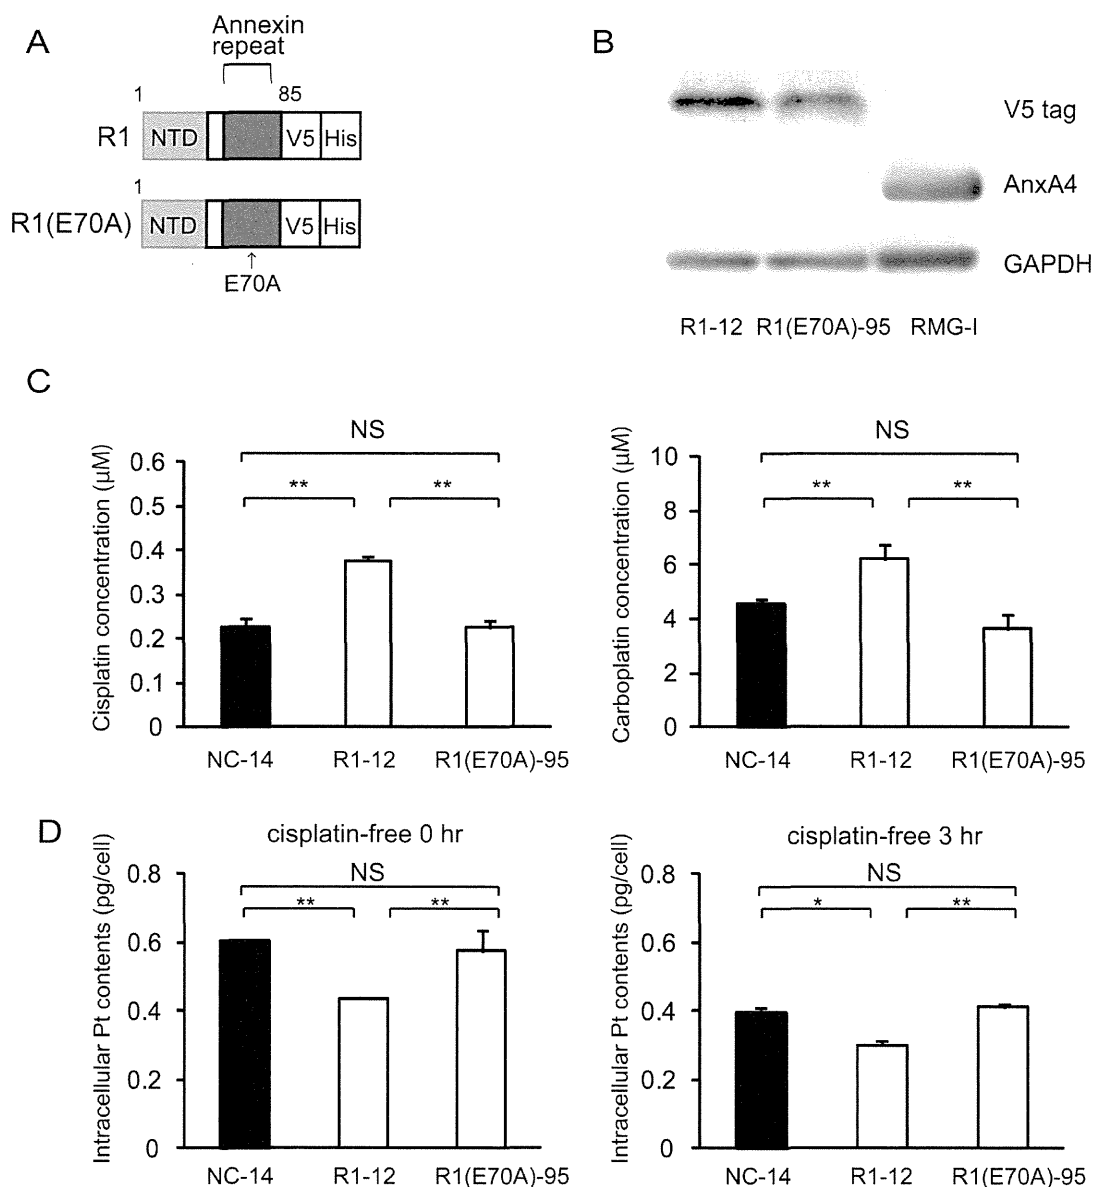 A
Annexin
repeat
1
85
R1
NTD
V5
His
1
R1(E70A)
NTD
V5
His
↑
E70A
B
V5 tag
AnxA4
GAPDH
R1-12 R1(E70A)-95 RMG-I
C
Cisplatin concentration (μM)
0.6
0.5
0.4
0.3
0.2
0.1
0
NS
** **
NC-14 R1-12 R1(E70A)-95
Carboplatin concentration (μM)
10
8
6
4
2
0
NS
** **
NC-14 R1-12 R1(E70A)-95
D
cisplatin-free 0 hr
Intracellular Pt contents (pg/cell)
0.8
0.6
0.4
0.2
0
NS
** **
NC-14 R1-12 R1(E70A)-95
cisplatin-free 3 hr
Intracellular Pt contents (pg/cell)
0.8
0.6
0.4
0.2
0
NS
* **
NC-14 R1-12 R1(E70A)-95